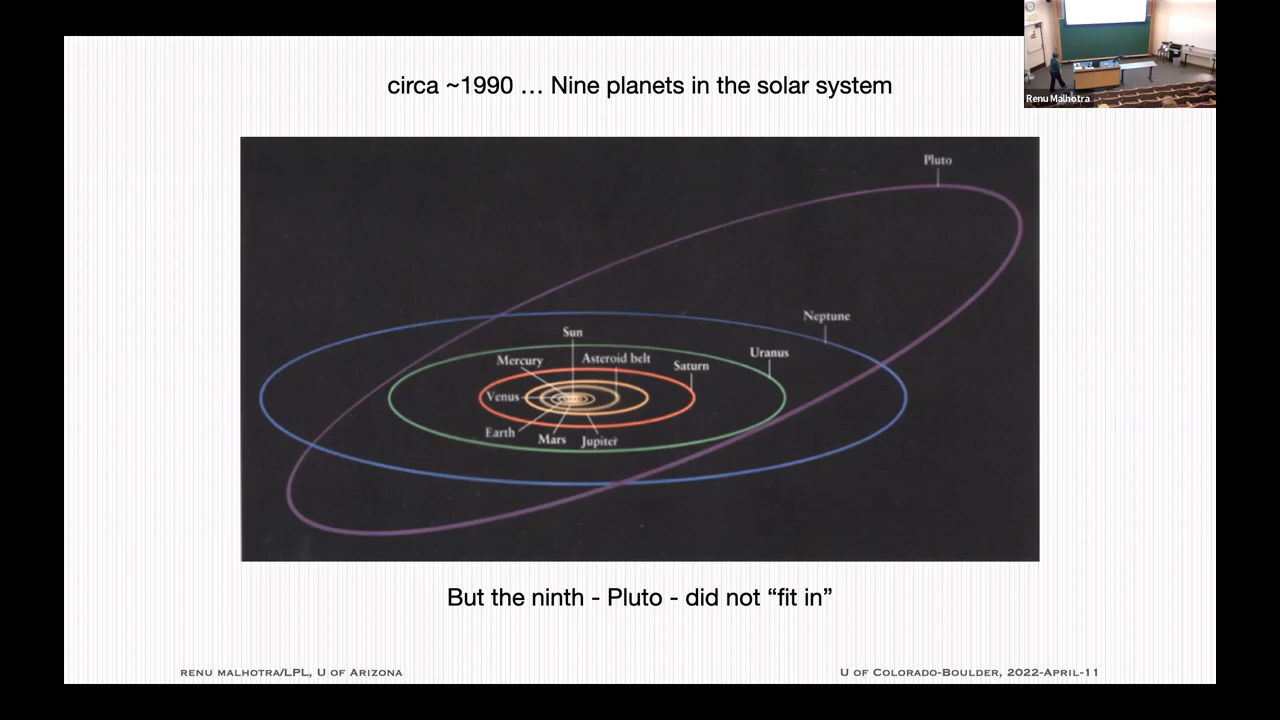 circa ~1990 … Nine planets in the solar system
Renu Malhotra
Pluto
Neptune
Sun
Uranus
Mercury
Asteroid belt
Saturn
Venus
Earth
Mars
Jupiter
But the ninth - Pluto - did not “fit in”
RENU MALHOTRA/LPL, U OF ARIZONA
U OF COLORADO-BOULDER, 2022-APRIL-11